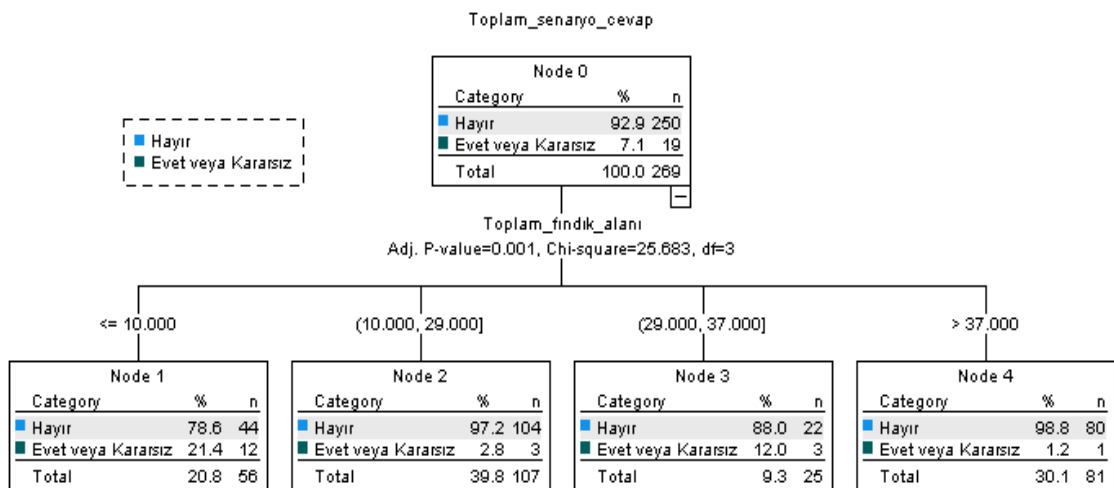 Toplam_senaryo_cevap
Node 0
Category % n
Hayır 92.9 250
Evet veya Kararsız 7.1 19
Total 100.0 269
Hayır
Evet veya Kararsız
Toplam_fındık_alanı
Adj. P-value=0.001, Chi-square=25.683, df=3
<= 10.000
(10.000, 29.000]
(29.000, 37.000]
> 37.000
Node 1
Category % n
Hayır 78.6 44
Evet veya Kararsız 21.4 12
Total 20.8 56
Node 2
Category % n
Hayır 97.2 104
Evet veya Kararsız 2.8 3
Total 39.8 107
Node 3
Category % n
Hayır 88.0 22
Evet veya Kararsız 12.0 3
Total 9.3 25
Node 4
Category % n
Hayır 98.8 80
Evet veya Kararsız 1.2 1
Total 30.1 81